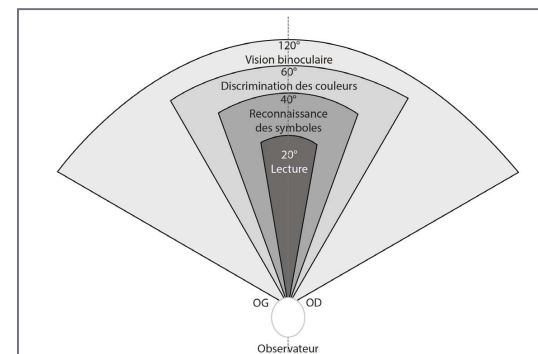 120°
Vision binoculaire
60°
Discrimination des couleurs
40°
Reconnaissance
des symboles
20°
Lecture
OG
OD
Observateur